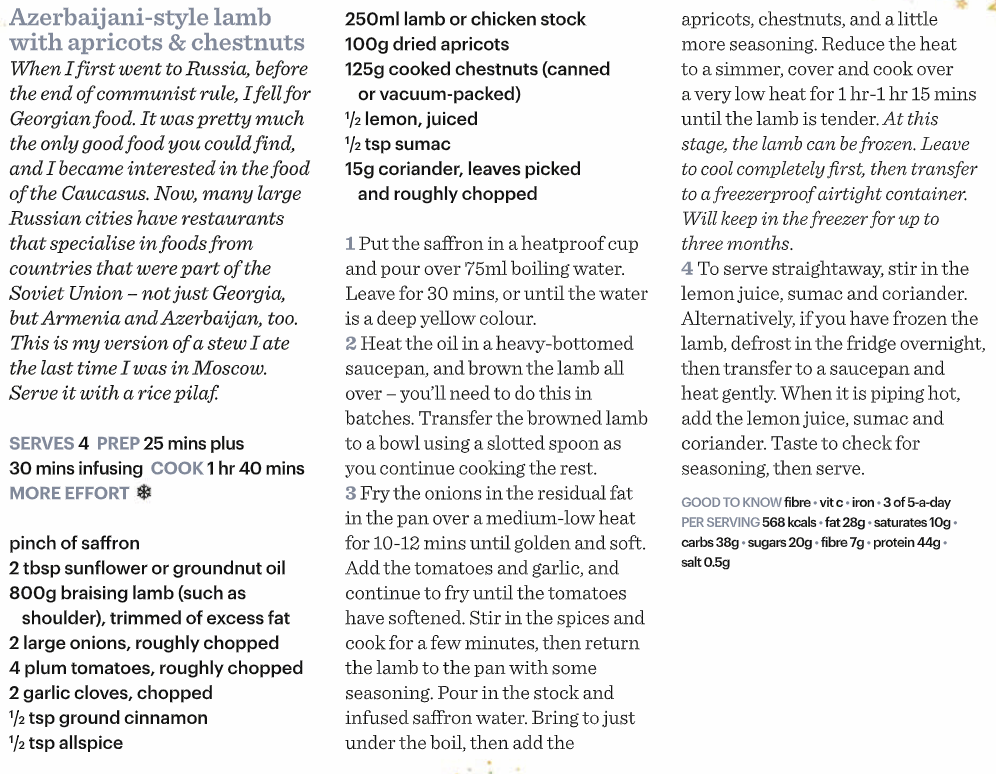 Azerbaijani-style lamb
with apricots & chestnuts
When I first went to Russia, before
the end of communist rule, I fell for
Georgian food. It was pretty much
the only good food you could find,
and I became interested in the food
of the Caucasus. Now, many large
Russian cities have restaurants
that specialise in foods from
countries that were part of the
Soviet Union – not just Georgia,
but Armenia and Azerbaijan, too.
This is my version of a stew I ate
the last time I was in Moscow.
Serve it with a rice pilaf.
SERVES 4 PREP 25 mins plus
30 mins infusing COOK 1 hr 40 mins
MORE EFFORT ❄
pinch of saffron
2 tbsp sunflower or groundnut oil
800g braising lamb (such as
shoulder), trimmed of excess fat
2 large onions, roughly chopped
4 plum tomatoes, roughly chopped
2 garlic cloves, chopped
1/2 tsp ground cinnamon
1/2 tsp allspice
250ml lamb or chicken stock
100g dried apricots
125g cooked chestnuts (canned
or vacuum-packed)
1/2 lemon, juiced
1/2 tsp sumac
15g coriander, leaves picked
and roughly chopped
1 Put the saffron in a heatproof cup
and pour over 75ml boiling water.
Leave for 30 mins, or until the water
is a deep yellow colour.
2 Heat the oil in a heavy-bottomed
saucepan, and brown the lamb all
over – you'll need to do this in
batches. Transfer the browned lamb
to a bowl using a slotted spoon as
you continue cooking the rest.
3 Fry the onions in the residual fat
in the pan over a medium-low heat
for 10-12 mins until golden and soft.
Add the tomatoes and garlic, and
continue to fry until the tomatoes
have softened. Stir in the spices and
cook for a few minutes, then return
the lamb to the pan with some
seasoning. Pour in the stock and
infused saffron water. Bring to just
under the boil, then add the
apricots, chestnuts, and a little
more seasoning. Reduce the heat
to a simmer, cover and cook over
a very low heat for 1 hr-1 hr 15 mins
until the lamb is tender. At this
stage, the lamb can be frozen. Leave
to cool completely first, then transfer
to a freezerproof airtight container.
Will keep in the freezer for up to
three months.
4 To serve straightaway, stir in the
lemon juice, sumac and coriander.
Alternatively, if you have frozen the
lamb, defrost in the fridge overnight,
then transfer to a saucepan and
heat gently. When it is piping hot,
add the lemon juice, sumac and
coriander. Taste to check for
seasoning, then serve.
GOOD TO KNOW fibre • vit c • iron • 3 of 5-a-day
PER SERVING 568 kcals • fat 28g • saturates 10g •
carbs 38g • sugars 20g • fibre 7g • protein 44g •
salt 0.5g